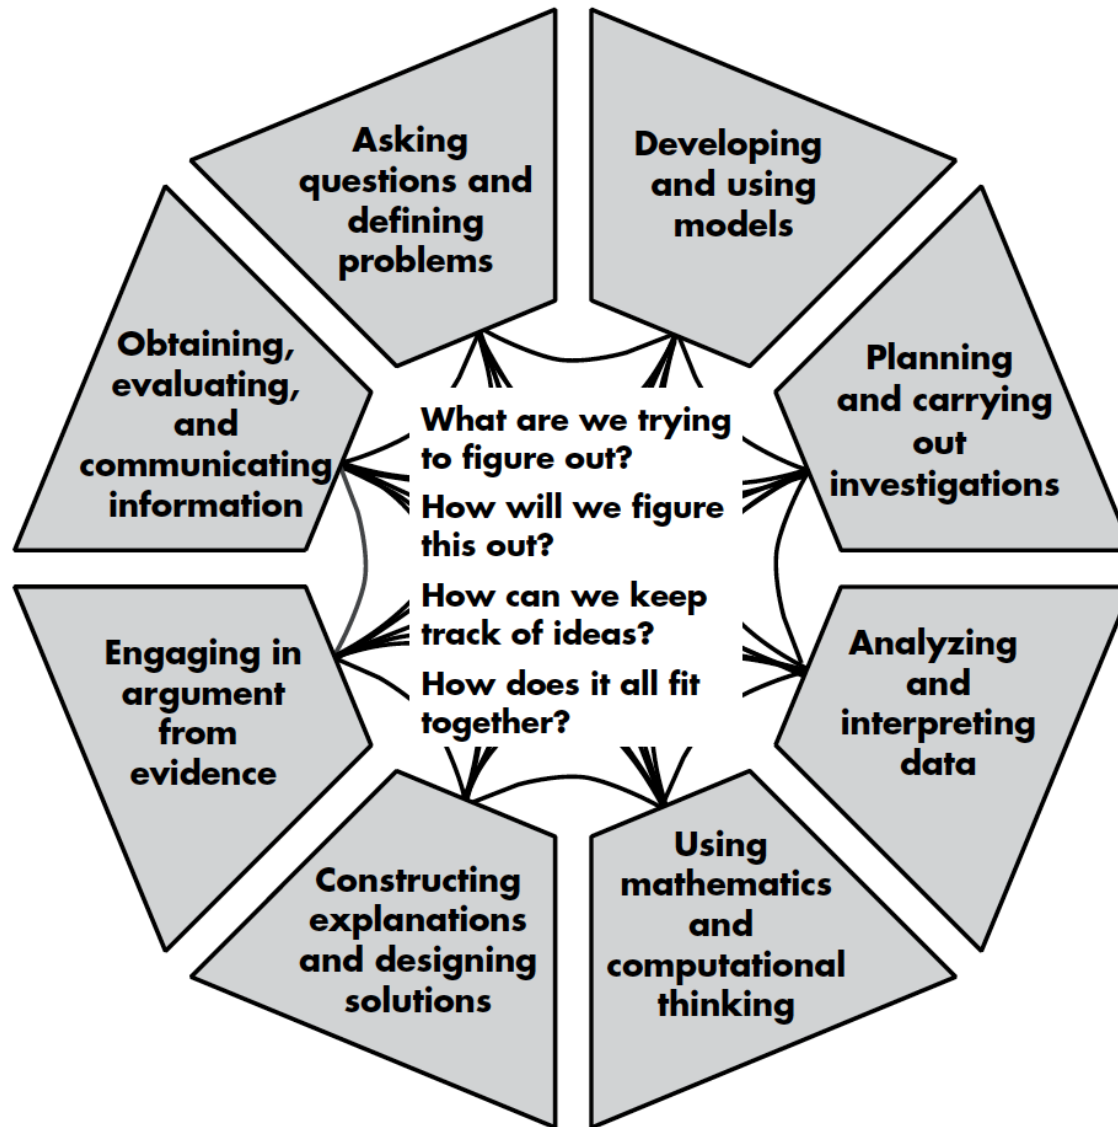 Asking
questions and
defining
problems
Developing
and using
models
Planning
and carrying
out
investigations
Analyzing
and
interpreting
data
Using
mathematics
and
computational
thinking
Constructing
explanations
and designing
solutions
Engaging in
argument
from
evidence
Obtaining,
evaluating,
and
communicating
information
What are we trying
to figure out?
How will we figure
this out?
How can we keep
track of ideas?
How does it all fit
together?